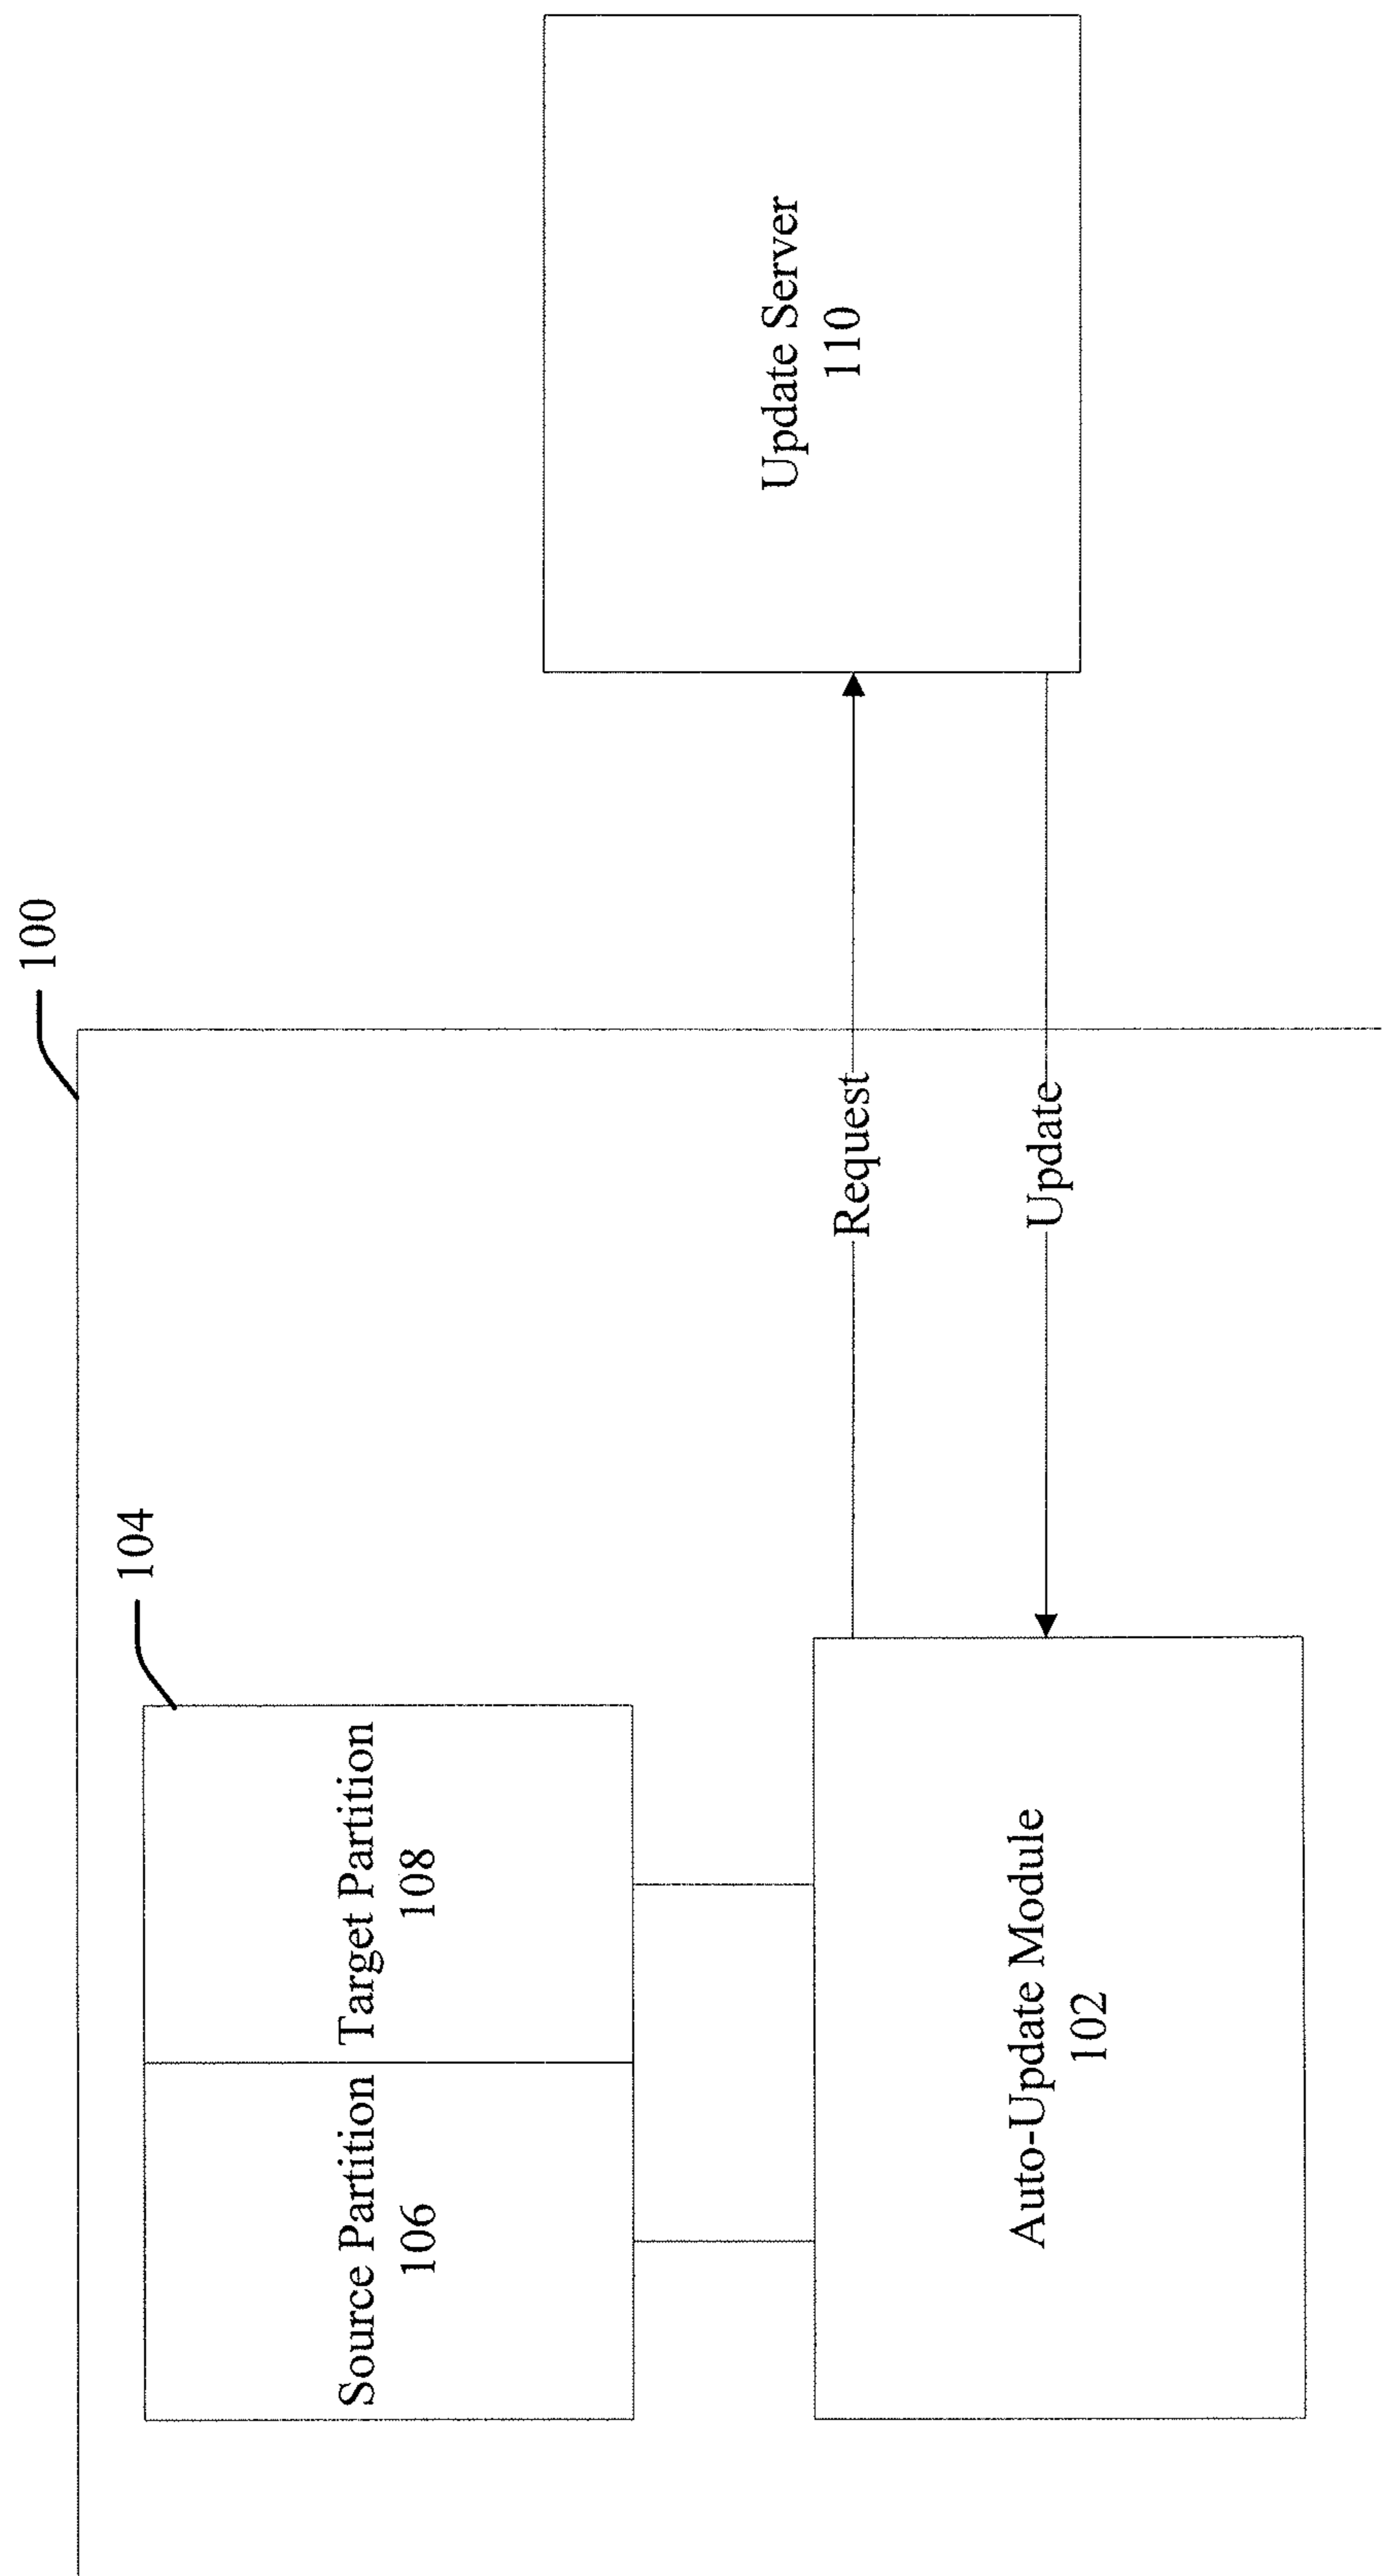 100
104
Source Partition
106
Target Partition
108
Auto-Update Module
102
Request
Update
Update Server
110